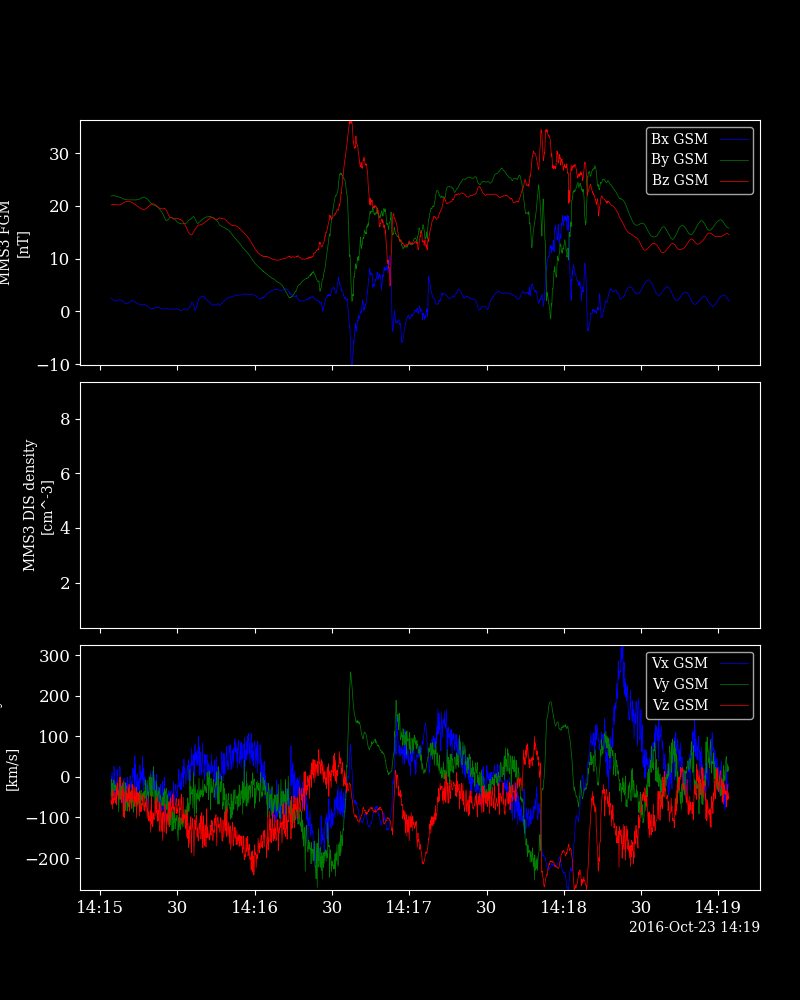 MMS3 FGM
[nT]
30
20
10
0
−10
Bx GSM
By GSM
Bz GSM
MMS3 DIS density
[cm^-3]
8
6
4
2
[km/s]
300
200
100
0
−100
−200
Vx GSM
Vy GSM
Vz GSM
14:15 30 14:16 30 14:17 30 14:18 30 14:19
2016-Oct-23 14:19